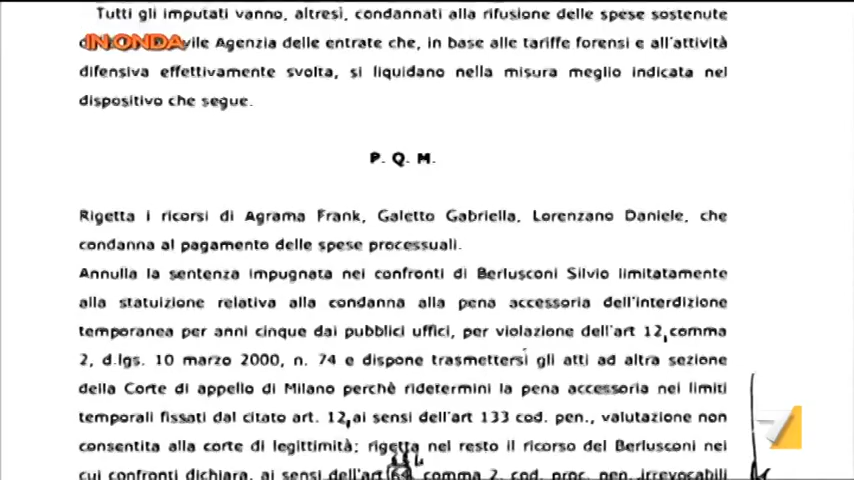 Tutti gli imputati vanno, altresì, condannati alla rifusione delle spese sostenute
IN ONDA vile Agenzia delle entrate che, in base alle tariffe forensi e all'attività
difensiva effettivamente svolta, si liquidano nella misura meglio indicata nel
dispositivo che segue.
P. Q. M.
Rigetta i ricorsi di Agrama Frank, Galetto Gabriella, Lorenzano Daniele, che
condanna al pagamento delle spese processuali.
Annulla la sentenza impugnata nei confronti di Berlusconi Silvio limitatamente
alla statuizione relativa alla condanna alla pena accessoria dell'interdizione
temporanea per anni cinque dai pubblici uffici, per violazione dell'art 12, comma
2, d.lgs. 10 marzo 2000, n. 74 e dispone trasmettersi gli atti ad altra sezione
della Corte di appello di Milano perchè ridetermini la pena accessoria nei limiti
temporali fissati dal citato art. 12, ai sensi dell'art 133 cod. pen., valutazione non
consentita alla corte di legittimità; rigetta nel resto il ricorso del Berlusconi nei
cui confronti dichiara, ai sensi dell'art comma 2, cod. proc. pen. irrevocabili